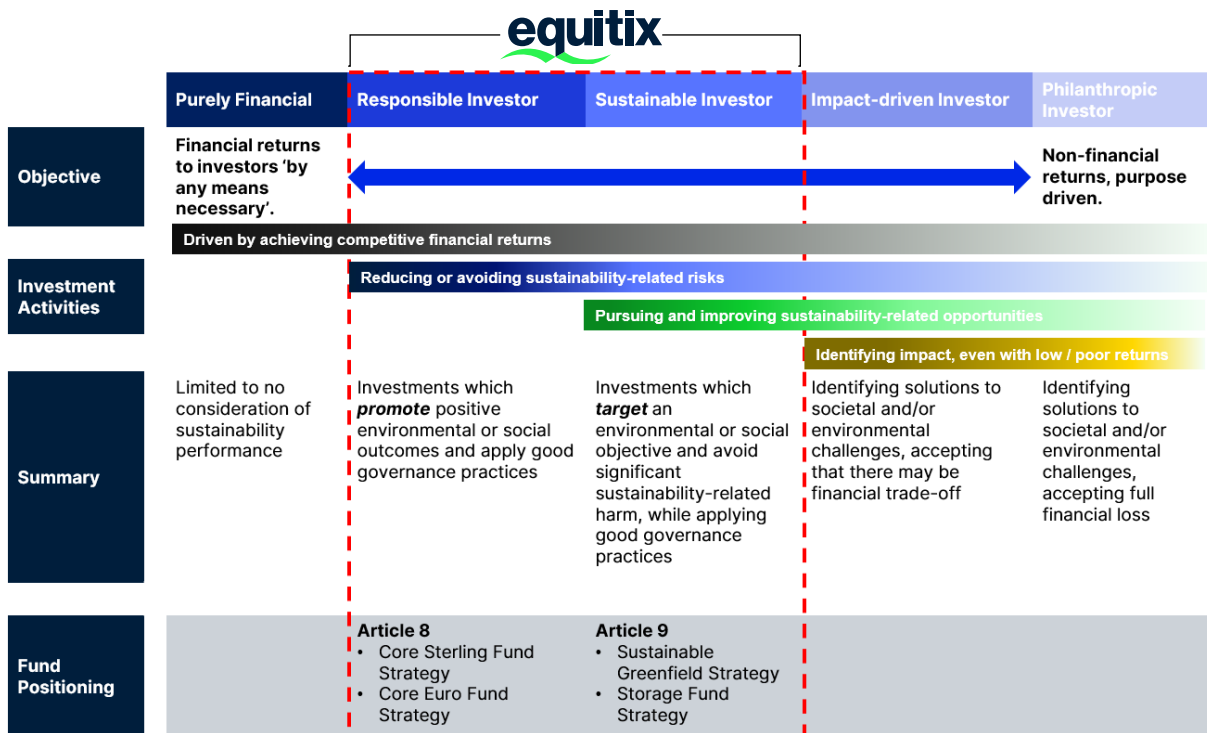 equitix
Purely Financial
Responsible Investor
Sustainable Investor
Impact-driven Investor
Philanthropic
Investor
Objective
Financial returns
to investors ‘by
any means
necessary’.
Non-financial
returns, purpose
driven.
Driven by achieving competitive financial returns
Investment
Activities
Reducing or avoiding sustainability-related risks
Pursuing and improving sustainability-related opportunities
Identifying impact, even with low / poor returns
Summary
Limited to no
consideration of
sustainability
performance
Investments which
promote positive
environmental or social
outcomes and apply good
governance practices
Investments which
target an
environmental or social
objective and avoid
significant
sustainability-related
harm, while applying
good governance
practices
Identifying solutions to
societal and/or
environmental
challenges, accepting
that there may be
financial trade-off
Identifying
solutions to
societal and/or
environmental
challenges,
accepting full
financial loss
Fund
Positioning
Article 8
• Core Sterling Fund
Strategy
• Core Euro Fund
Strategy
Article 9
• Sustainable
Greenfield Strategy
• Storage Fund
Strategy